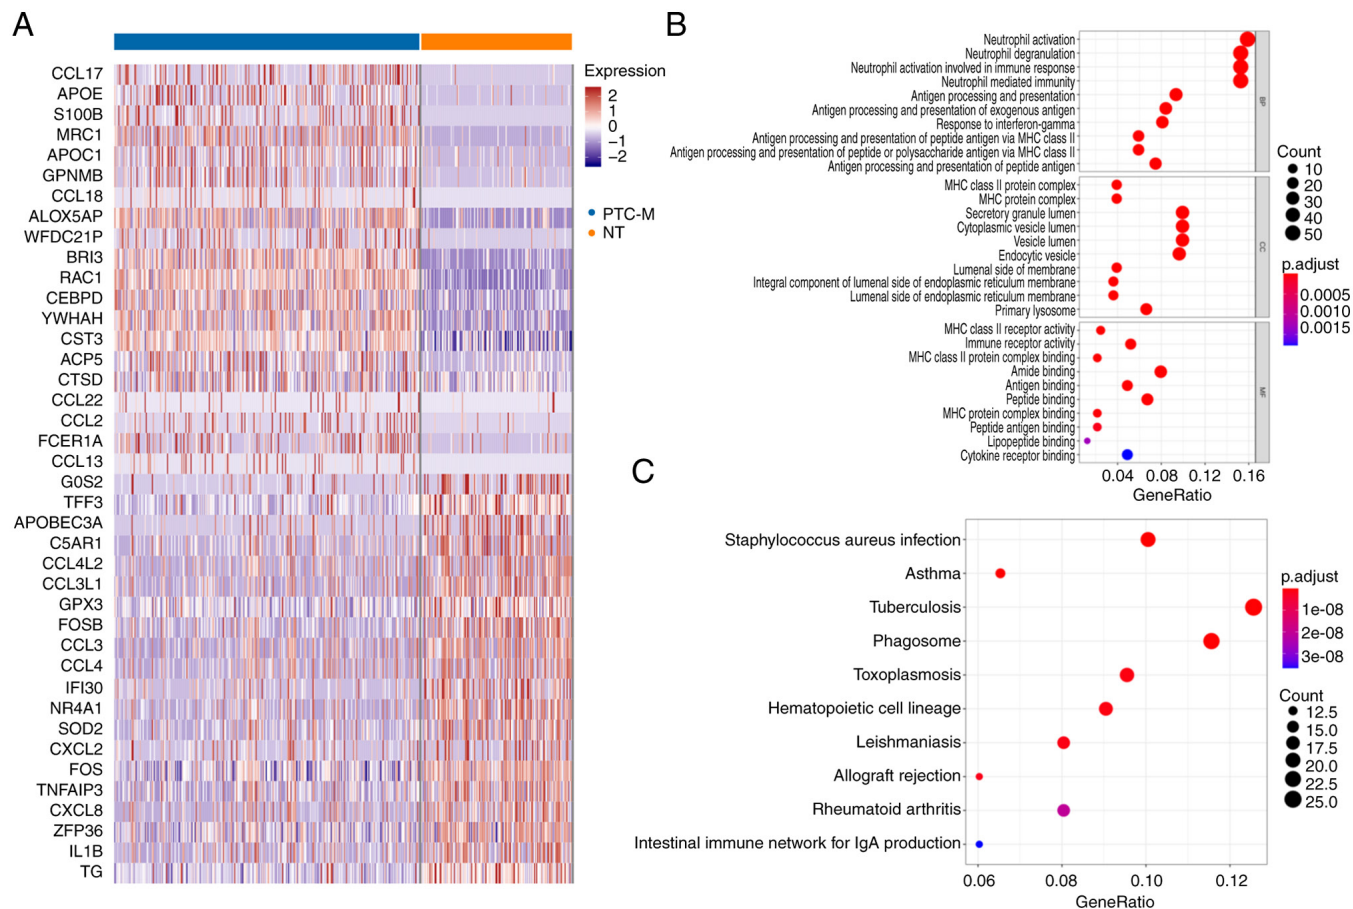 A
CCL17
APOE
S100B
MRC1
APOC1
GPNMB
CCL18
ALOX5AP
WFDC21P
BRI3
RAC1
CEBPD
YWHAH
CST3
ACP5
CTSD
CCL22
CCL2
FCER1A
CCL13
G0S2
TFF3
APOBEC3A
C5AR1
CCL4L2
CCL3L1
GPX3
FOSB
CCL3
CCL4
IFI30
NR4A1
SOD2
CXCL2
FOS
TNFAIP3
CXCL8
ZFP36
IL1B
TG
Expression
2
1
0
−1
−2
PTC-M
NT
B
Neutrophil activation
Neutrophil degranulation
Neutrophil activation involved in immune response
Neutrophil mediated immunity
Antigen processing and presentation
Antigen processing and presentation of exogenous antigen
Response to interferon-gamma
Antigen processing and presentation of peptide antigen via MHC class II
Antigen processing and presentation of peptide or polysaccharide antigen via MHC class II
Antigen processing and presentation of peptide antigen
BP
MHC class II protein complex
MHC protein complex
Secretory granule lumen
Cytoplasmic vesicle lumen
Vesicle lumen
Endocytic vesicle
Lumenal side of membrane
Integral component of lumenal side of endoplasmic reticulum membrane
Lumenal side of endoplasmic reticulum membrane
Primary lysosome
CC
MHC class II receptor activity
Immune receptor activity
MHC class II protein complex binding
Amide binding
Antigen binding
Peptide binding
MHC protein complex binding
Peptide antigen binding
Lipopeptide binding
Cytokine receptor binding
MF
0.04 0.08 0.12 0.16
GeneRatio
Count
10
20
30
40
50
p.adjust
0.0005
0.0010
0.0015
C
Staphylococcus aureus infection
Asthma
Tuberculosis
Phagosome
Toxoplasmosis
Hematopoietic cell lineage
Leishmaniasis
Allograft rejection
Rheumatoid arthritis
Intestinal immune network for IgA production
0.06 0.08 0.10 0.12
GeneRatio
p.adjust
1e-08
2e-08
3e-08
Count
12.5
15.0
17.5
20.0
22.5
25.0